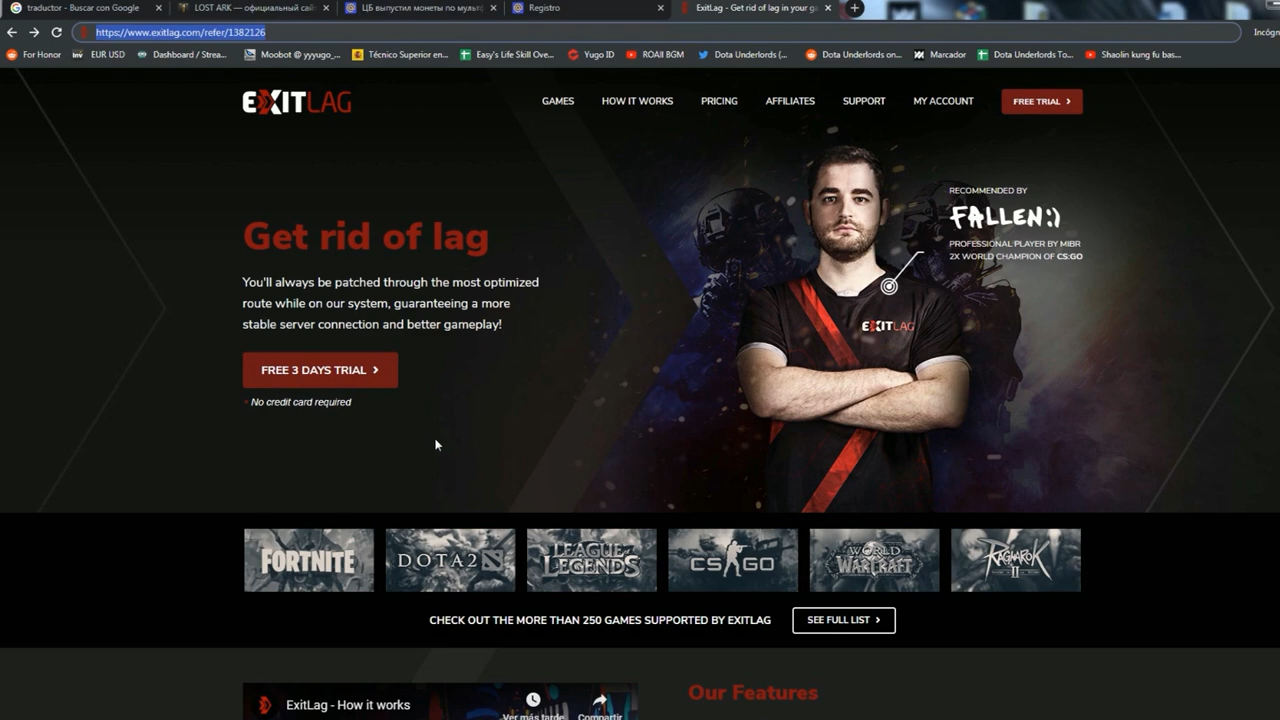 traductor - Buscar con Google
LOST ARK — официальный сай
ЦБ выпустил монеты по мульт
Registro
ExitLag - Get rid of lag in your ga
https://www.exitlag.com/refer/1382126
Incógn
For Honor
EUR USD
Dashboard / Strea...
Moobot @ yyyugo_...
Técnico Superior en...
Easy's Life Skill Ove...
Yugo ID
ROAll BGM
Dota Underlords (...
Dota Underlords on...
Marcador
Dota Underlords To...
Shaolin kung fu bas...
EXITLAG
GAMES
HOW IT WORKS
PRICING
AFFILIATES
SUPPORT
MY ACCOUNT
FREE TRIAL
RECOMMENDED BY
FALLEN:)
PROFESSIONAL PLAYER BY MIBR
2X WORLD CHAMPION OF CS:GO
EXITLAG
Get rid of lag
You'll always be patched through the most optimized
route while on our system, guaranteeing a more
stable server connection and better gameplay!
FREE 3 DAYS TRIAL
* No credit card required
FORTNITE
DOTA 2
LEAGUE OF LEGENDS
CS GO
WORLD OF WARCRAFT
RAGNAROK II
CHECK OUT THE MORE THAN 250 GAMES SUPPORTED BY EXITLAG
SEE FULL LIST
ExitLag - How it works
Ver más tarde
Compartir
Our Features